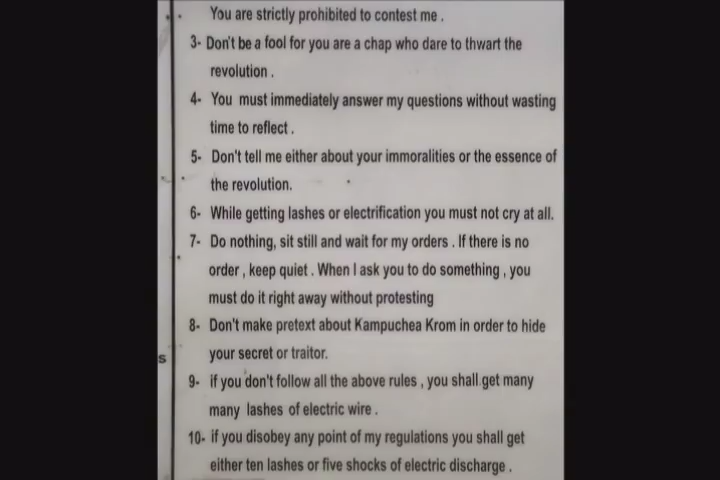 You are strictly prohibited to contest me .
3- Don't be a fool for you are a chap who dare to thwart the
revolution .
4- You must immediately answer my questions without wasting
time to reflect .
5- Don't tell me either about your immoralities or the essence of
the revolution.
6- While getting lashes or electrification you must not cry at all.
7- Do nothing, sit still and wait for my orders . If there is no
order , keep quiet . When I ask you to do something , you
must do it right away without protesting
8- Don't make pretext about Kampuchea Krom in order to hide
your secret or traitor.
s
9- if you don't follow all the above rules , you shall get many
many lashes of electric wire .
10- if you disobey any point of my regulations you shall get
either ten lashes or five shocks of electric discharge .